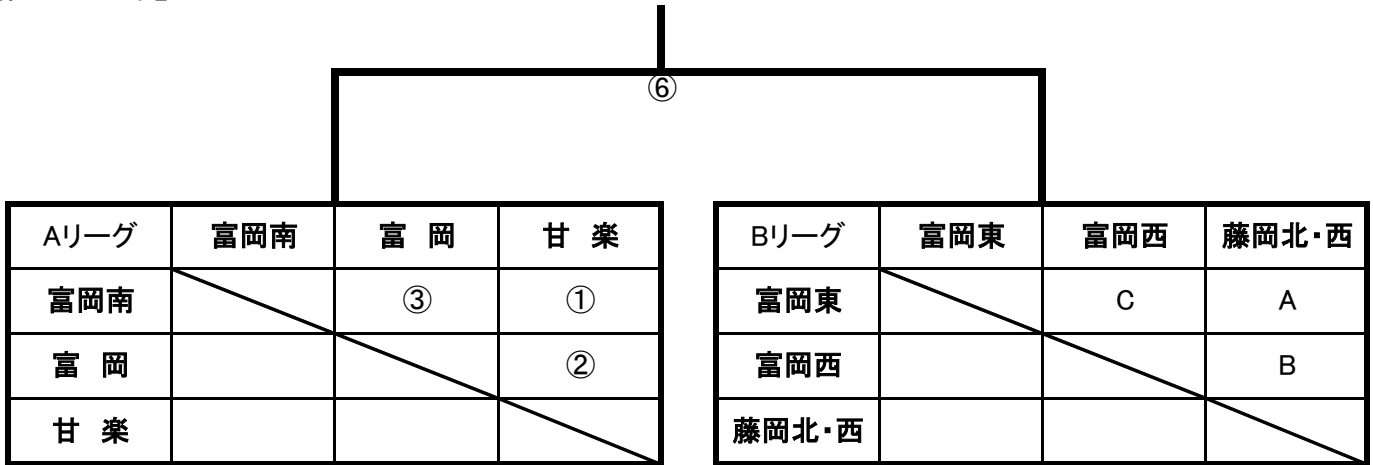 ⑥
Aリーグ 富岡南 富 岡 甘 楽
富岡南 ③ ①
富 岡 ②
甘 楽
Bリーグ 富岡東 富岡西 藤岡北・西
富岡東 C A
富岡西 B
藤岡北・西